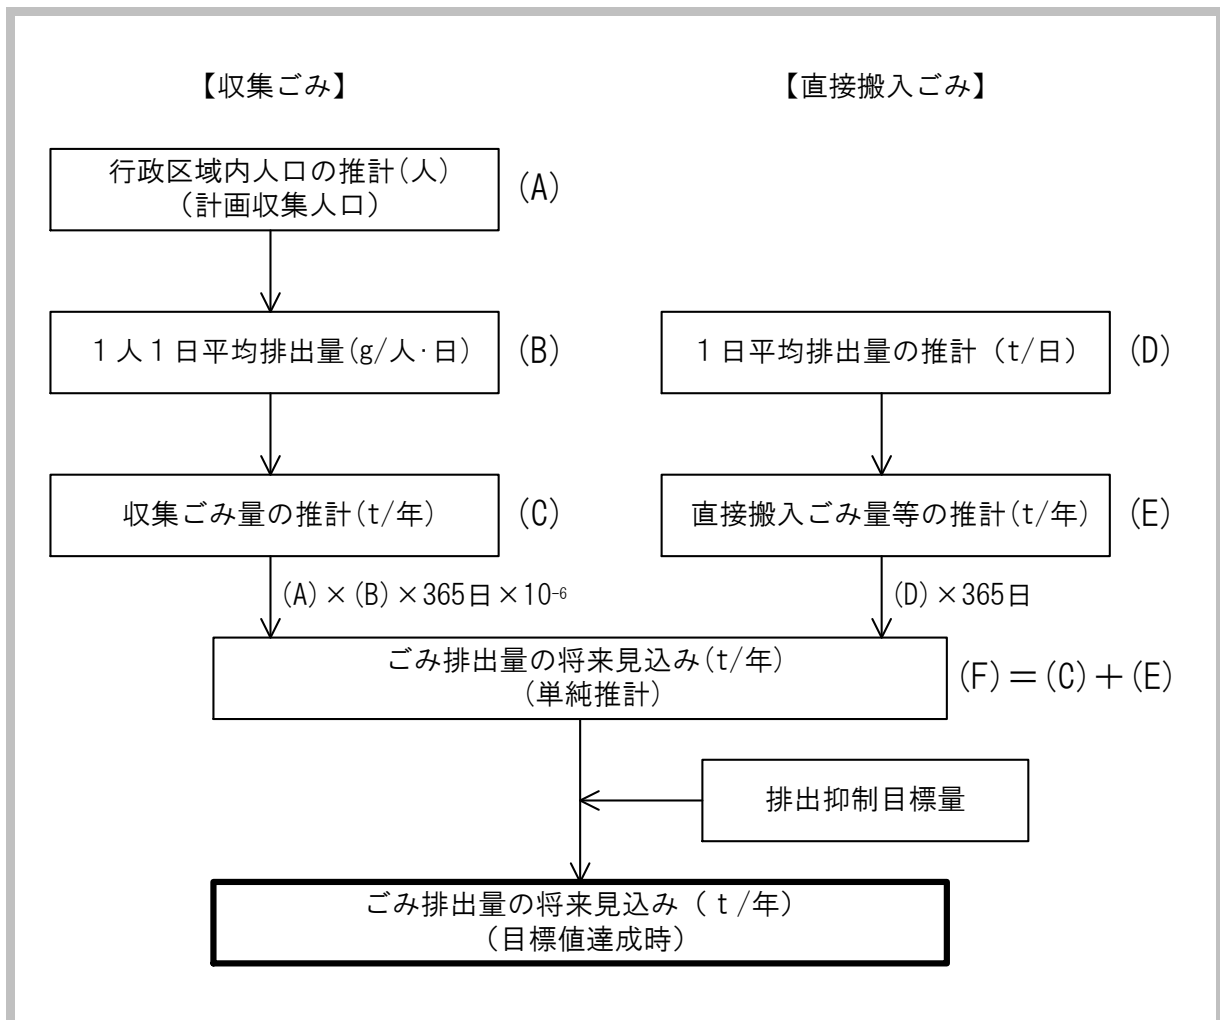 【収集ごみ】
【直接搬入ごみ】
行政区域内人口の推計(人)
（計画収集人口）
(A)
１人１日平均排出量(g/人･日)
(B)
１日平均排出量の推計（t/日）
(D)
収集ごみ量の推計(t/年)
(C)
直接搬入ごみ量等の推計(t/年)
(E)
(A)×(B)×365日×10⁻⁶
(D)×365日
ごみ排出量の将来見込み(t/年)
(単純推計)
(F)＝(C)＋(E)
排出抑制目標量
ごみ排出量の将来見込み（ｔ/年）
（目標値達成時）